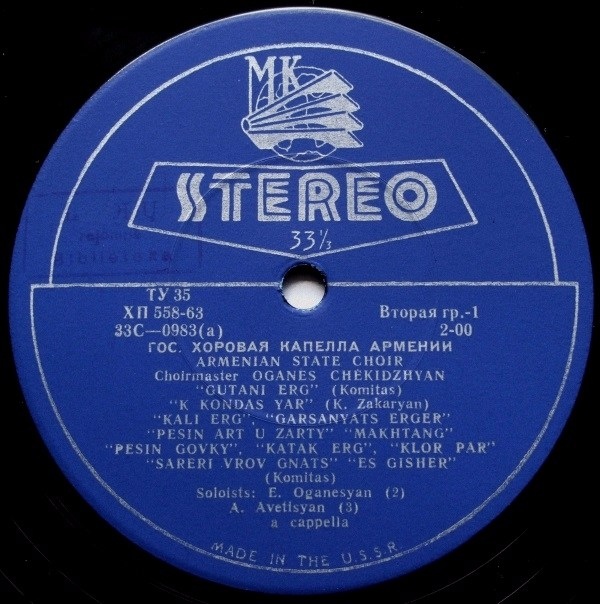 МК
STEREO
33⅓
ТУ 35
ХП 558-63 Вторая гр.-1
33С—0983(а) 2-00
ГОС. ХОРОВАЯ КАПЕЛЛА АРМЕНИИ
ARMENIAN STATE CHOIR
Choirmaster OGANES CHEKIDZHYAN
"GUTANI ERG" (Komitas)
"K KONDAS YAR" (K. Zakaryan)
"KALI ERG", "GARSANYATS ERGER"
"PESIN ART U ZARTY" "MAKHTANG"
"PESIN GOVKY", "KATAK ERG", "KLOR PAR"
"SARERI VROV GNATS" "ES GISHER"
(Komitas)
Soloists: E. Oganesyan (2)
A. Avetisyan (3)
a cappella
MADE IN THE U.S.S.R